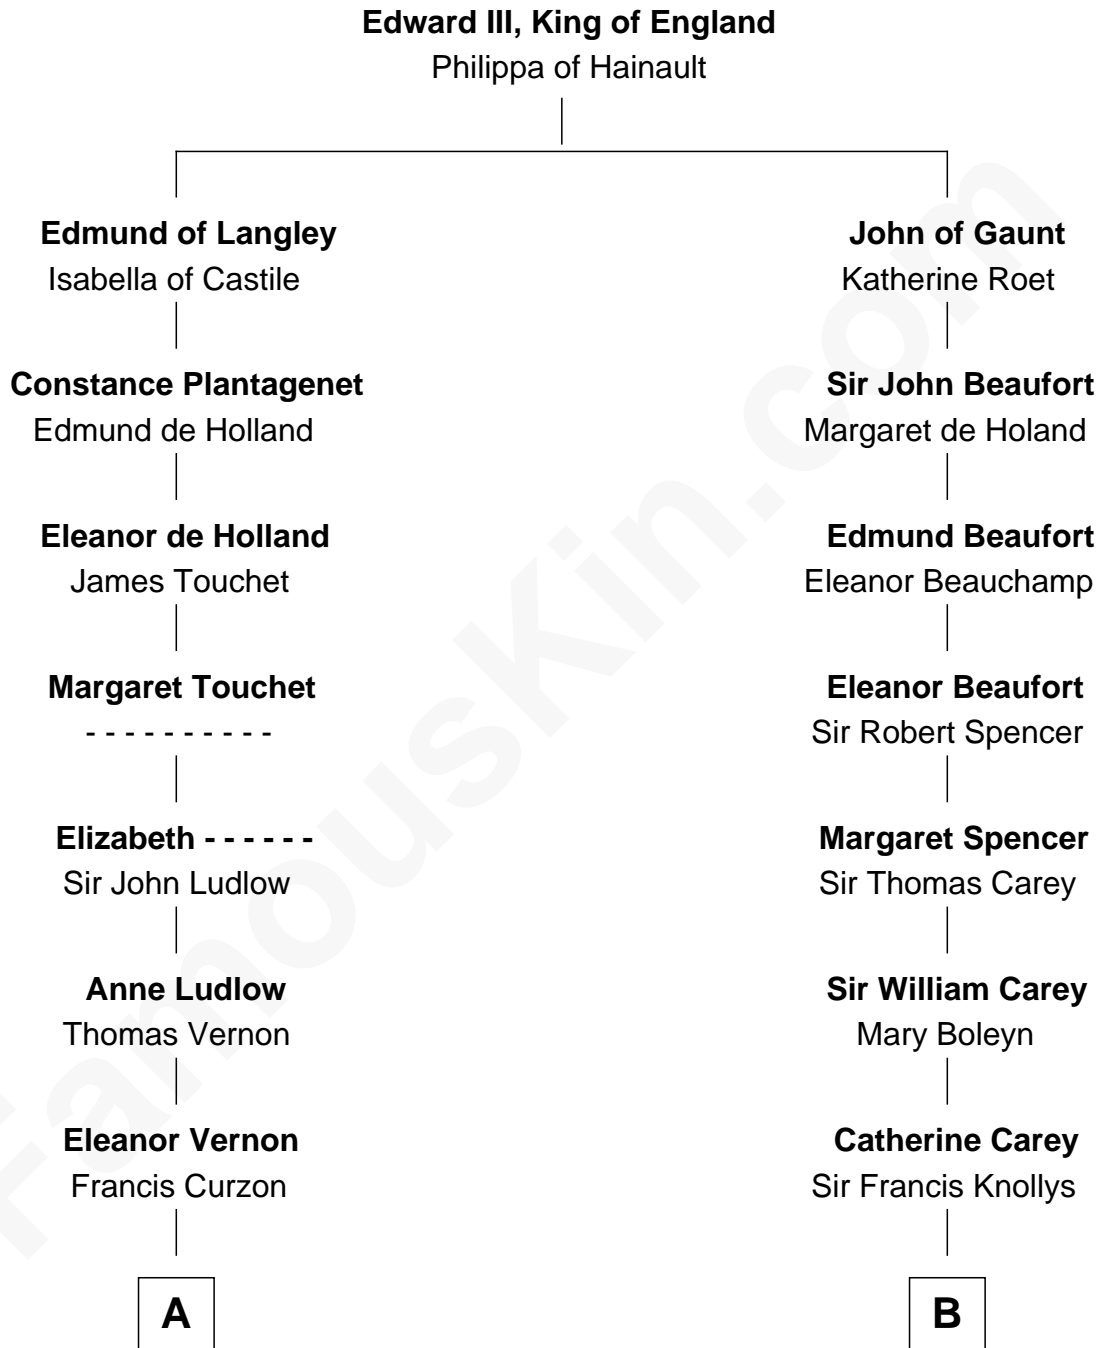 Edward III, King of England
Philippa of Hainault
Edmund of Langley
Isabella of Castile
John of Gaunt
Katherine Roet
Constance Plantagenet
Edmund de Holland
Sir John Beaufort
Margaret de Holand
Eleanor de Holland
James Touchet
Edmund Beaufort
Eleanor Beauchamp
Margaret Touchet
- - - - - - - - - -
Eleanor Beaufort
Sir Robert Spencer
Elizabeth - - - - - -
Sir John Ludlow
Margaret Spencer
Sir Thomas Carey
Anne Ludlow
Thomas Vernon
Sir William Carey
Mary Boleyn
Eleanor Vernon
Francis Curzon
Catherine Carey
Sir Francis Knollys
A
B
FamousKin.com